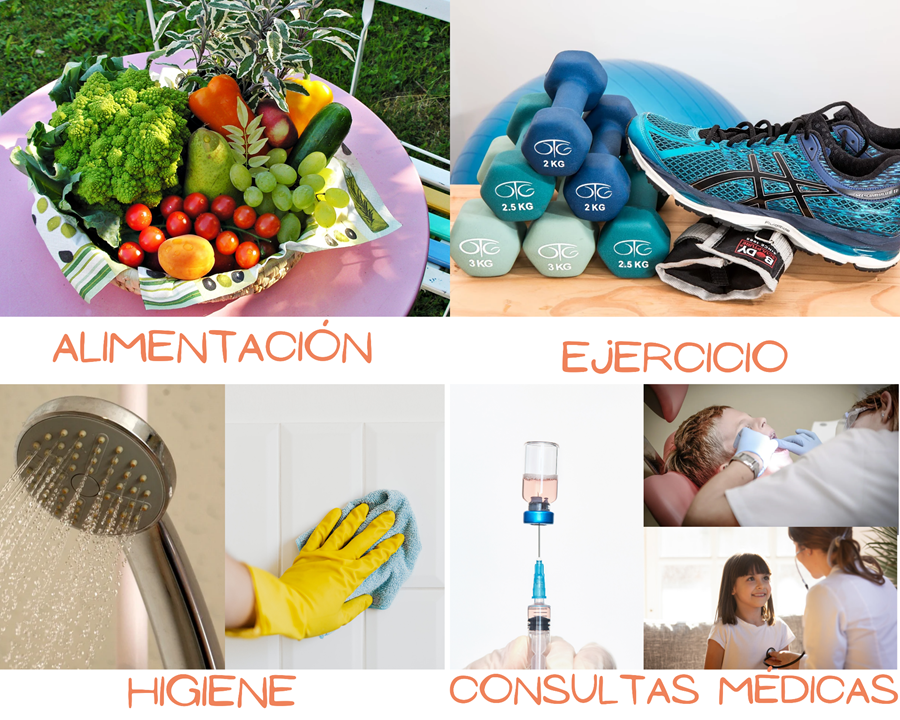 OTG
2 KG
OTG
2.5 KG
OTG
2 KG
OTG
3 KG
OTG
3 KG
OTG
2.5 KG
BODY
ALIMENTACIÓN
EJERCICIO
HIGIENE
CONSULTAS MÉDICAS